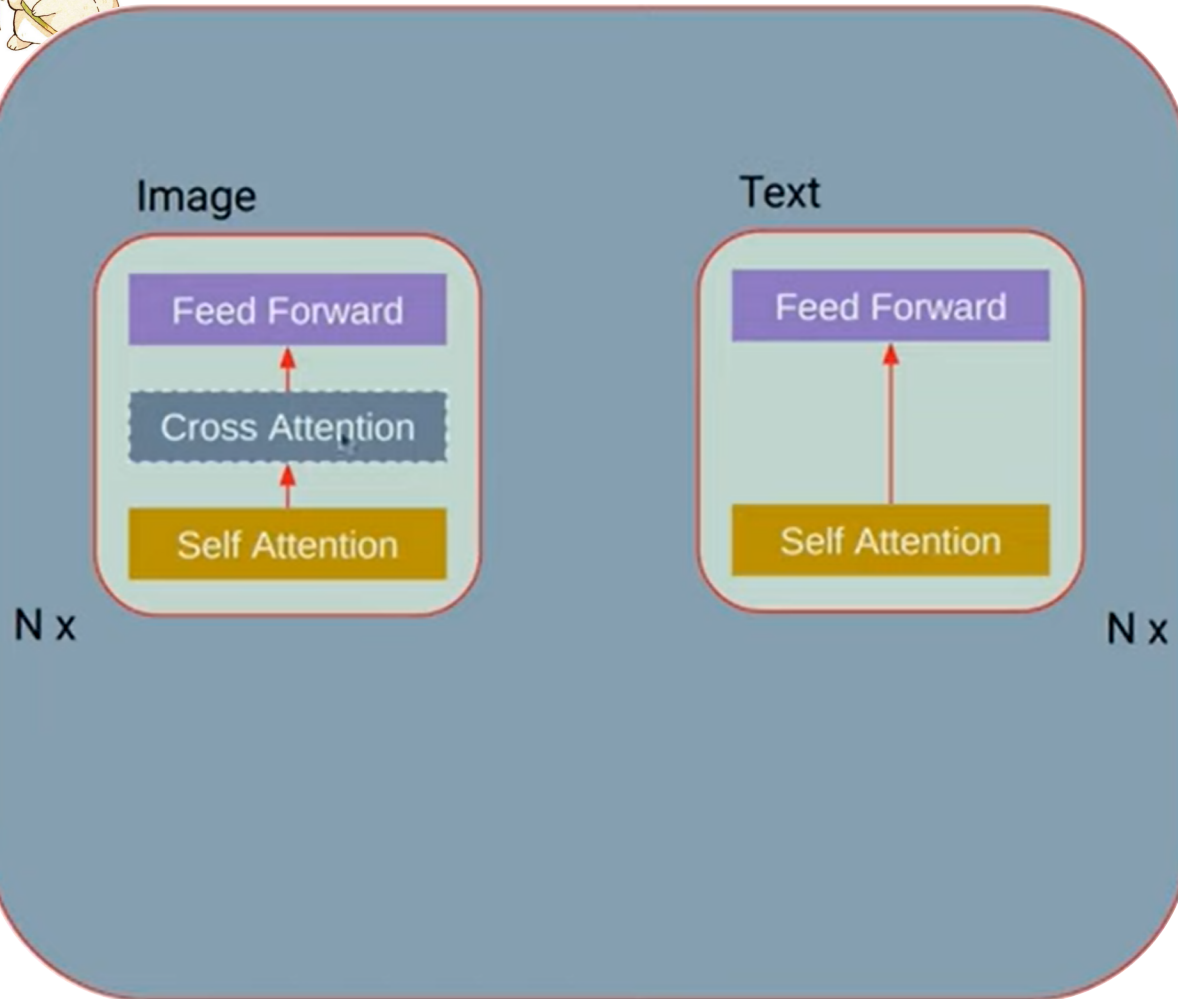 Image
Feed Forward
Cross Attention
Self Attention
N x
Text
Feed Forward
Self Attention
N x